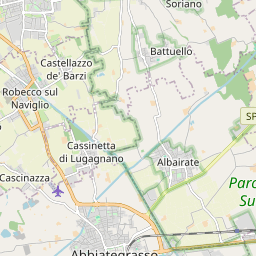 Soriano
Battuello
Castellazzo
de' Barzi
Robecco sul
Naviglio
SP
Cassinetta
di Lugagnano
Albairate
Cascinazza
Parc
Su
Abbiategrasso